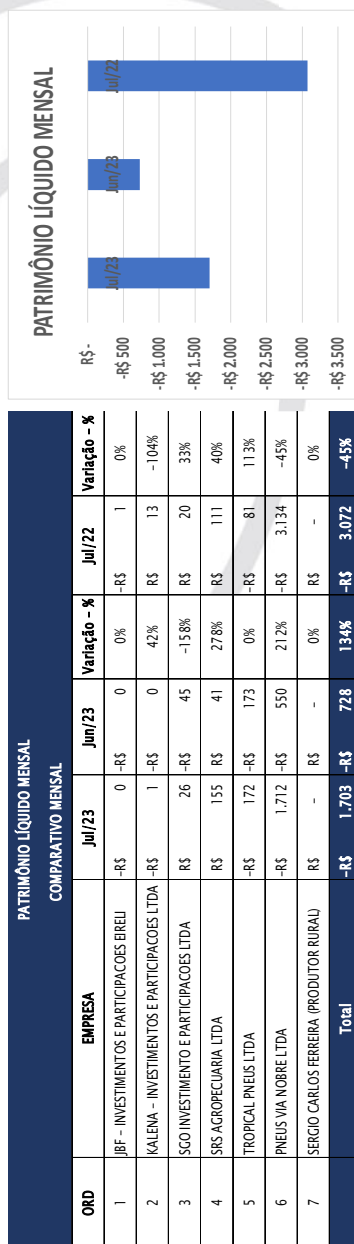 PATRIMÔNIO LÍQUIDO MENSAL
COMPARATIVO MENSAL
ORD EMPRESA Jul/23 Jun/23 Variação - % Jul/22 Variação - %
1 JBF - INVESTIMENTOS E PARTICIPACOES EIRELI -R$ 0 -R$ 0 0% -R$ 1 0%
2 KALENA - INVESTIMENTOS E PARTICIPACOES LTDA -R$ 1 -R$ 0 42% R$ 13 -104%
3 SGO INVESTIMENTO E PARTICIPACOES LTDA R$ 26 -R$ 45 -158% R$ 20 33%
4 SRS AGROPECUARIA LTDA R$ 155 R$ 41 278% R$ 111 40%
5 TROPICAL PNEUS LTDA -R$ 172 -R$ 173 0% -R$ 81 113%
6 PNEUS VIA NOBRE LTDA -R$ 1.712 -R$ 550 212% -R$ 3.134 -45%
7 SERGIO CARLOS FERREIRA (PRODUTOR RURAL) R$ - R$ - 0% R$ - 0%
Total -R$ 1.703 -R$ 728 134% -R$ 3.072 -45%
PATRIMÔNIO LÍQUIDO MENSAL
R$-
-R$ 500
-R$ 1.000
-R$ 1.500
-R$ 2.000
-R$ 2.500
-R$ 3.000
-R$ 3.500
Jul/23 Jun/23 Jul/22